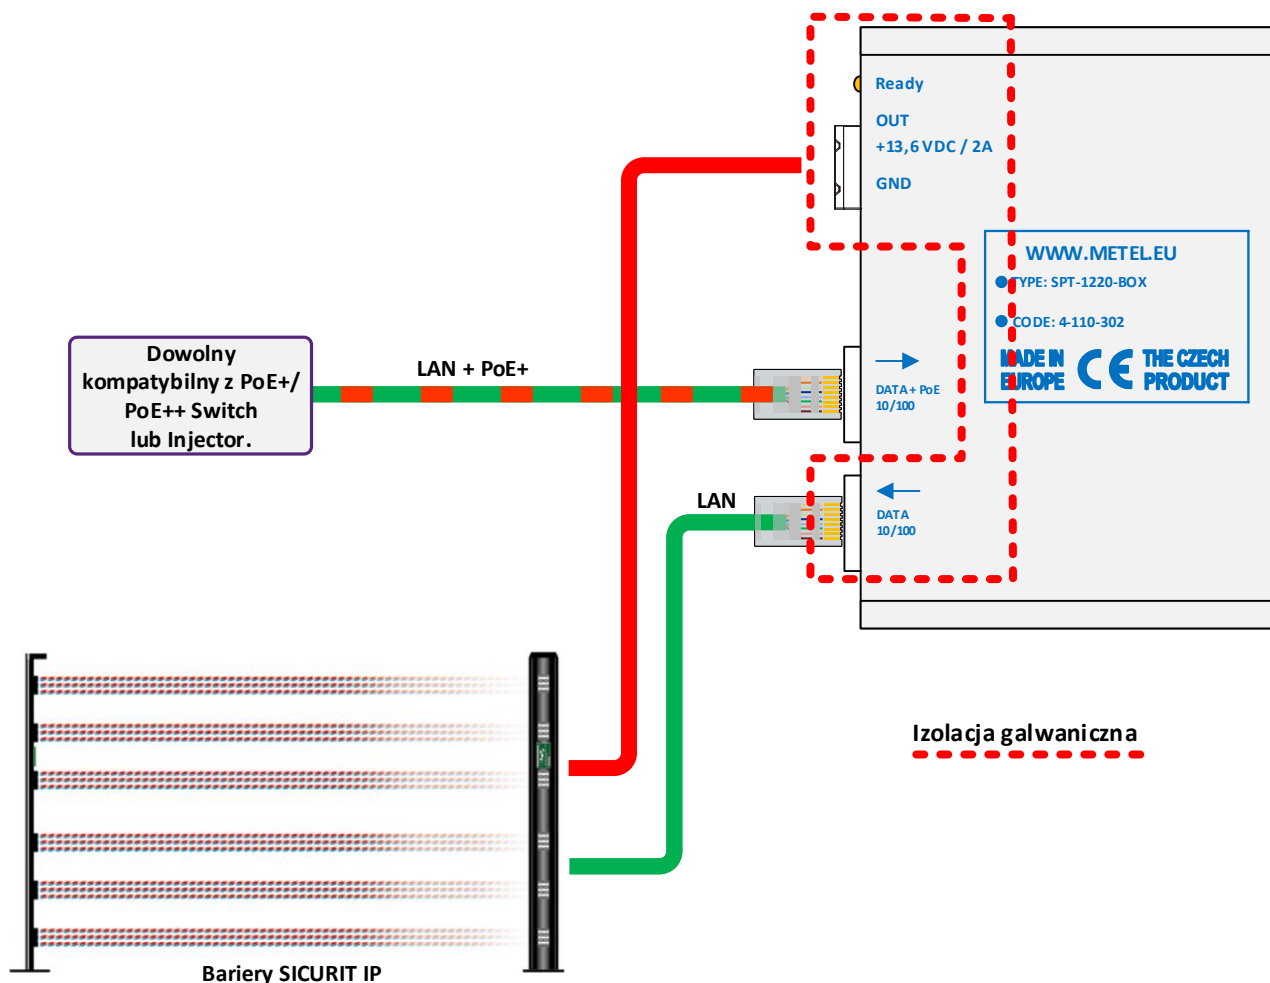 Ready
OUT
+13,6 VDC / 2A
GND
WWW.METEL.EU
TYPE: SPT-1220-BOX
CODE: 4-110-302
MADE IN
EUROPE
CE
THE CZECH
PRODUCT
Dowolny
kompatybilny z PoE+/
PoE++ Switch
lub Injector.
LAN + PoE+
DATA + PoE
10/100
LAN
DATA
10/100
Izolacja galwaniczna
Bariery SICURIT IP